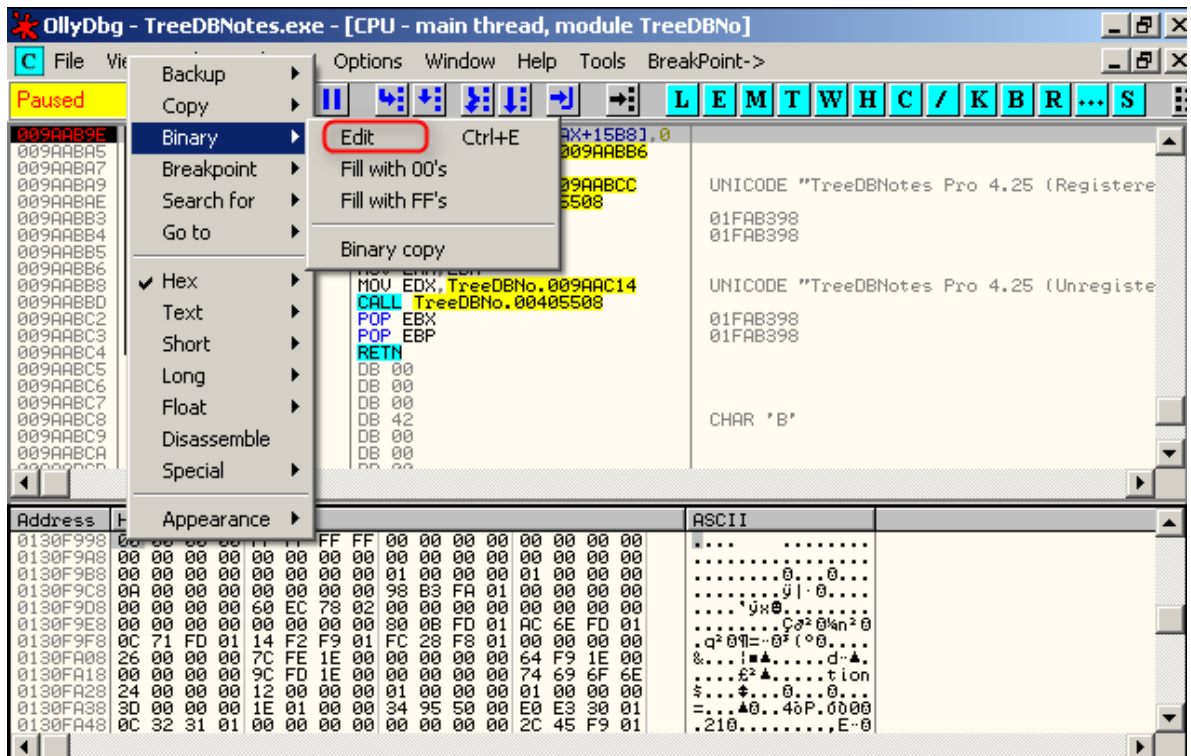 OllyDbg - TreeDBNotes.exe - [CPU - main thread, module TreeDBNo]
C File Options Window Help Tools BreakPoint->
Paused L E M T W H C / K B R ... S
Backup
Copy
Binary
Breakpoint
Search for
Go to
Hex
Text
Short
Long
Float
Disassemble
Special
Appearance
Edit Ctrl+E
Fill with 00's
Fill with FF's
Binary copy
009AAB9E AX+15B8],0
009AABA5 009AABB6
009AABA7
009AABA9 09AABCC UNICODE "TreeDBNotes Pro 4.25 (Registere
009AABAE 5508
009AABB3 01FAB398
009AABB4 01FAB398
009AABB5
009AABB6
009AABB8 MOV EDX,TreeDBNo.009AAC14 UNICODE "TreeDBNotes Pro 4.25 (Unregiste
009AABBD CALL TreeDBNo.00405508
009AABC2 POP EBX 01FAB398
009AABC3 POP EBP 01FAB398
009AABC4 RETN
009AABC5 DB 00
009AABC6 DB 00
009AABC7 DB 00
009AABC8 DB 42 CHAR 'B'
009AABC9 DB 00
009AABCA DB 00
Address ASCII
0130F998 FF FF 00 00 00 00 00 00 00 00
0130F9A8 00 00 00 00 00 00 00 00 00 00 00 00 00 00 00 00
0130F9B8 00 00 00 00 00 00 00 00 01 00 00 00 01 00 00 00
0130F9C8 0A 00 00 00 00 00 00 00 98 B3 FA 01 00 00 00 00
0130F9D8 00 00 00 00 60 EC 78 02 00 00 00 00 00 00 00 00
0130F9E8 00 00 00 00 00 00 00 00 80 0B FD 01 AC 6E FD 01
0130F9F8 0C 71 FD 01 14 F2 F9 01 FC 28 F8 01 00 00 00 00
0130FA08 26 00 00 00 7C FE 1E 00 00 00 00 00 64 F9 1E 00
0130FA18 00 00 00 00 9C FD 1E 00 00 00 00 00 74 69 6F 6E
0130FA28 24 00 00 00 12 00 00 00 01 00 00 00 01 00 00 00
0130FA38 3D 00 00 00 1E 01 00 00 34 95 50 00 E0 E3 30 01
0130FA48 0C 32 31 01 00 00 00 00 00 00 00 00 2C 45 F9 01